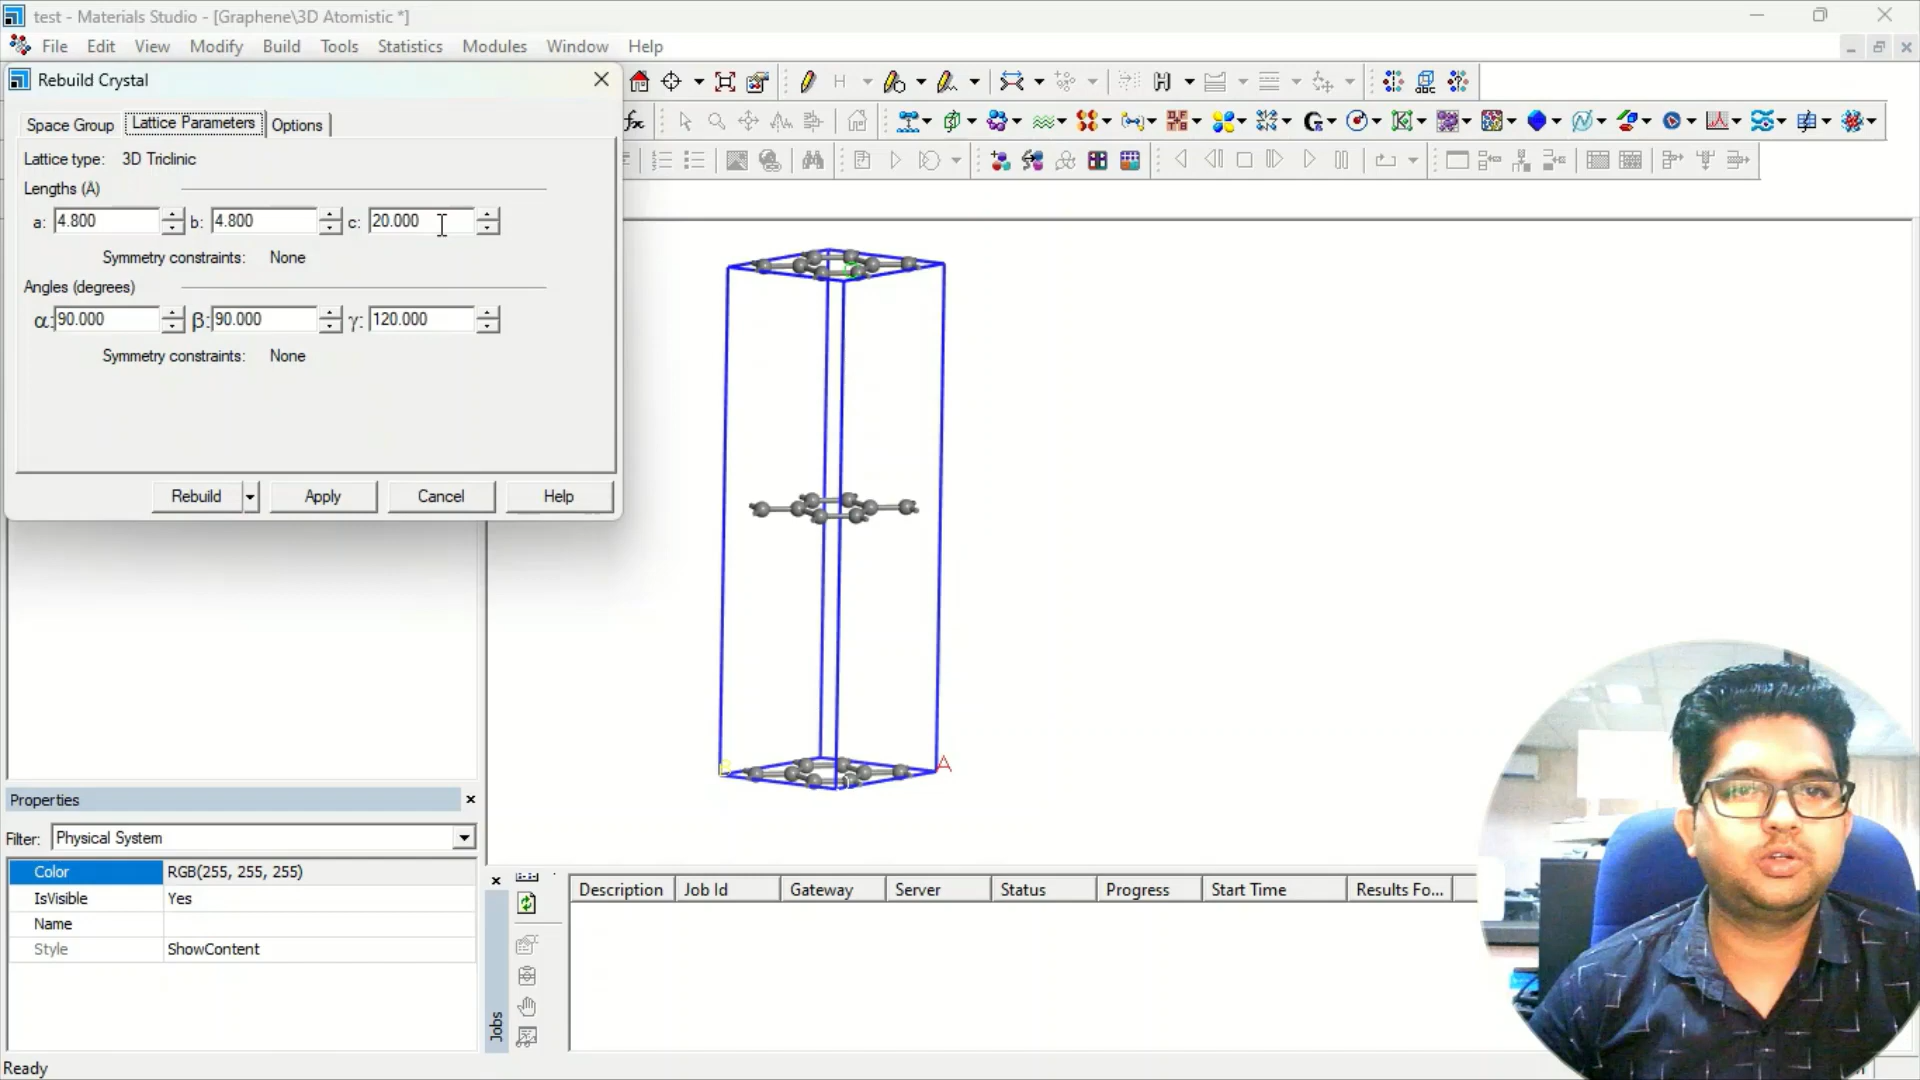 test - Materials Studio - [Graphene\3D Atomistic *]
File Edit View Modify Build Tools Statistics Modules Window Help
Rebuild Crystal
Space Group Lattice Parameters Options
Lattice type: 3D Triclinic
Lengths (Å)
a: 4.800 b: 4.800 c: 20.000
Symmetry constraints: None
Angles (degrees)
α: 90.000 β: 90.000 γ: 120.000
Symmetry constraints: None
Rebuild Apply Cancel Help
A
Properties
Filter: Physical System
Color RGB(255, 255, 255)
IsVisible Yes
Name
Style ShowContent
Jobs
Description Job Id Gateway Server Status Progress Start Time Results Fo...
Ready